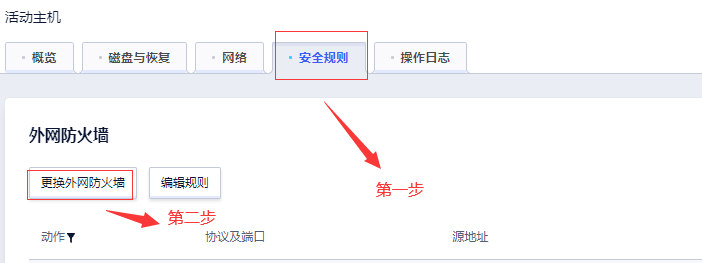 活动主机
概览 磁盘与恢复 网络 安全规则 操作日志
外网防火墙
更换外网防火墙 编辑规则
第一步
第二步
动作 协议及端口 源地址